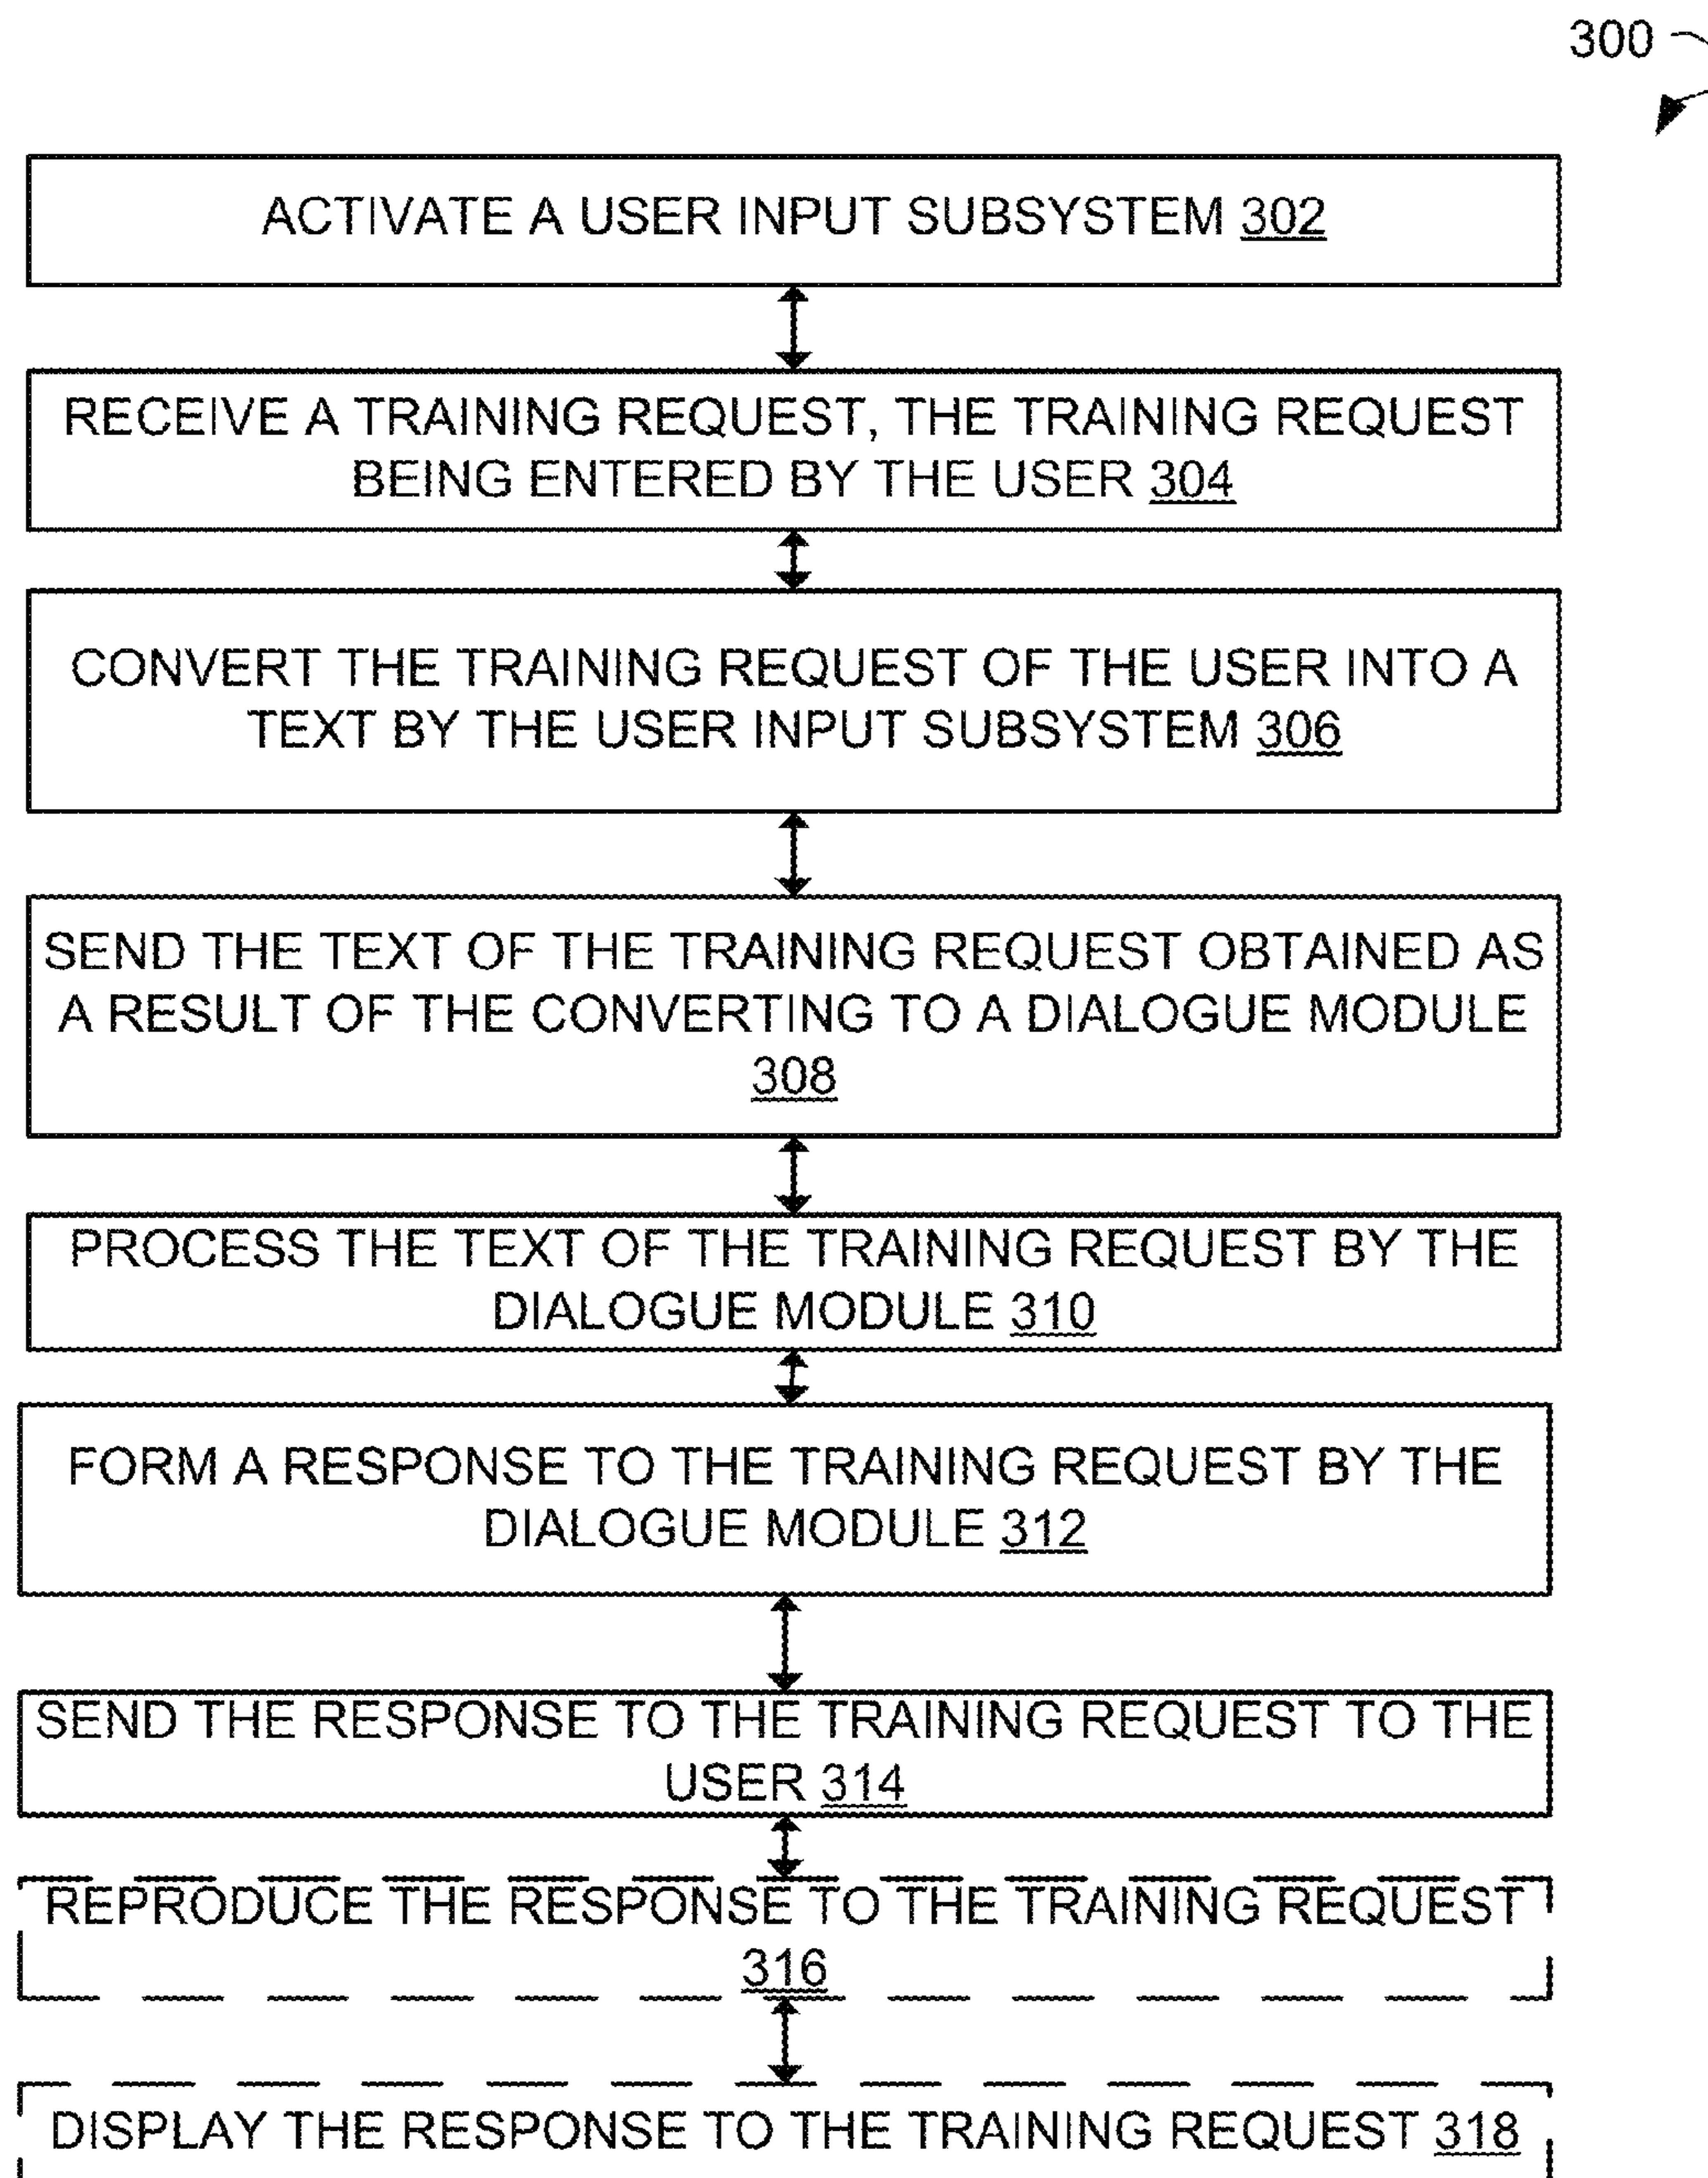 300
ACTIVATE A USER INPUT SUBSYSTEM 302
RECEIVE A TRAINING REQUEST, THE TRAINING REQUEST
BEING ENTERED BY THE USER 304
CONVERT THE TRAINING REQUEST OF THE USER INTO A
TEXT BY THE USER INPUT SUBSYSTEM 306
SEND THE TEXT OF THE TRAINING REQUEST OBTAINED AS
A RESULT OF THE CONVERTING TO A DIALOGUE MODULE
308
PROCESS THE TEXT OF THE TRAINING REQUEST BY THE
DIALOGUE MODULE 310
FORM A RESPONSE TO THE TRAINING REQUEST BY THE
DIALOGUE MODULE 312
SEND THE RESPONSE TO THE TRAINING REQUEST TO THE
USER 314
REPRODUCE THE RESPONSE TO THE TRAINING REQUEST
316
DISPLAY THE RESPONSE TO THE TRAINING REQUEST 318